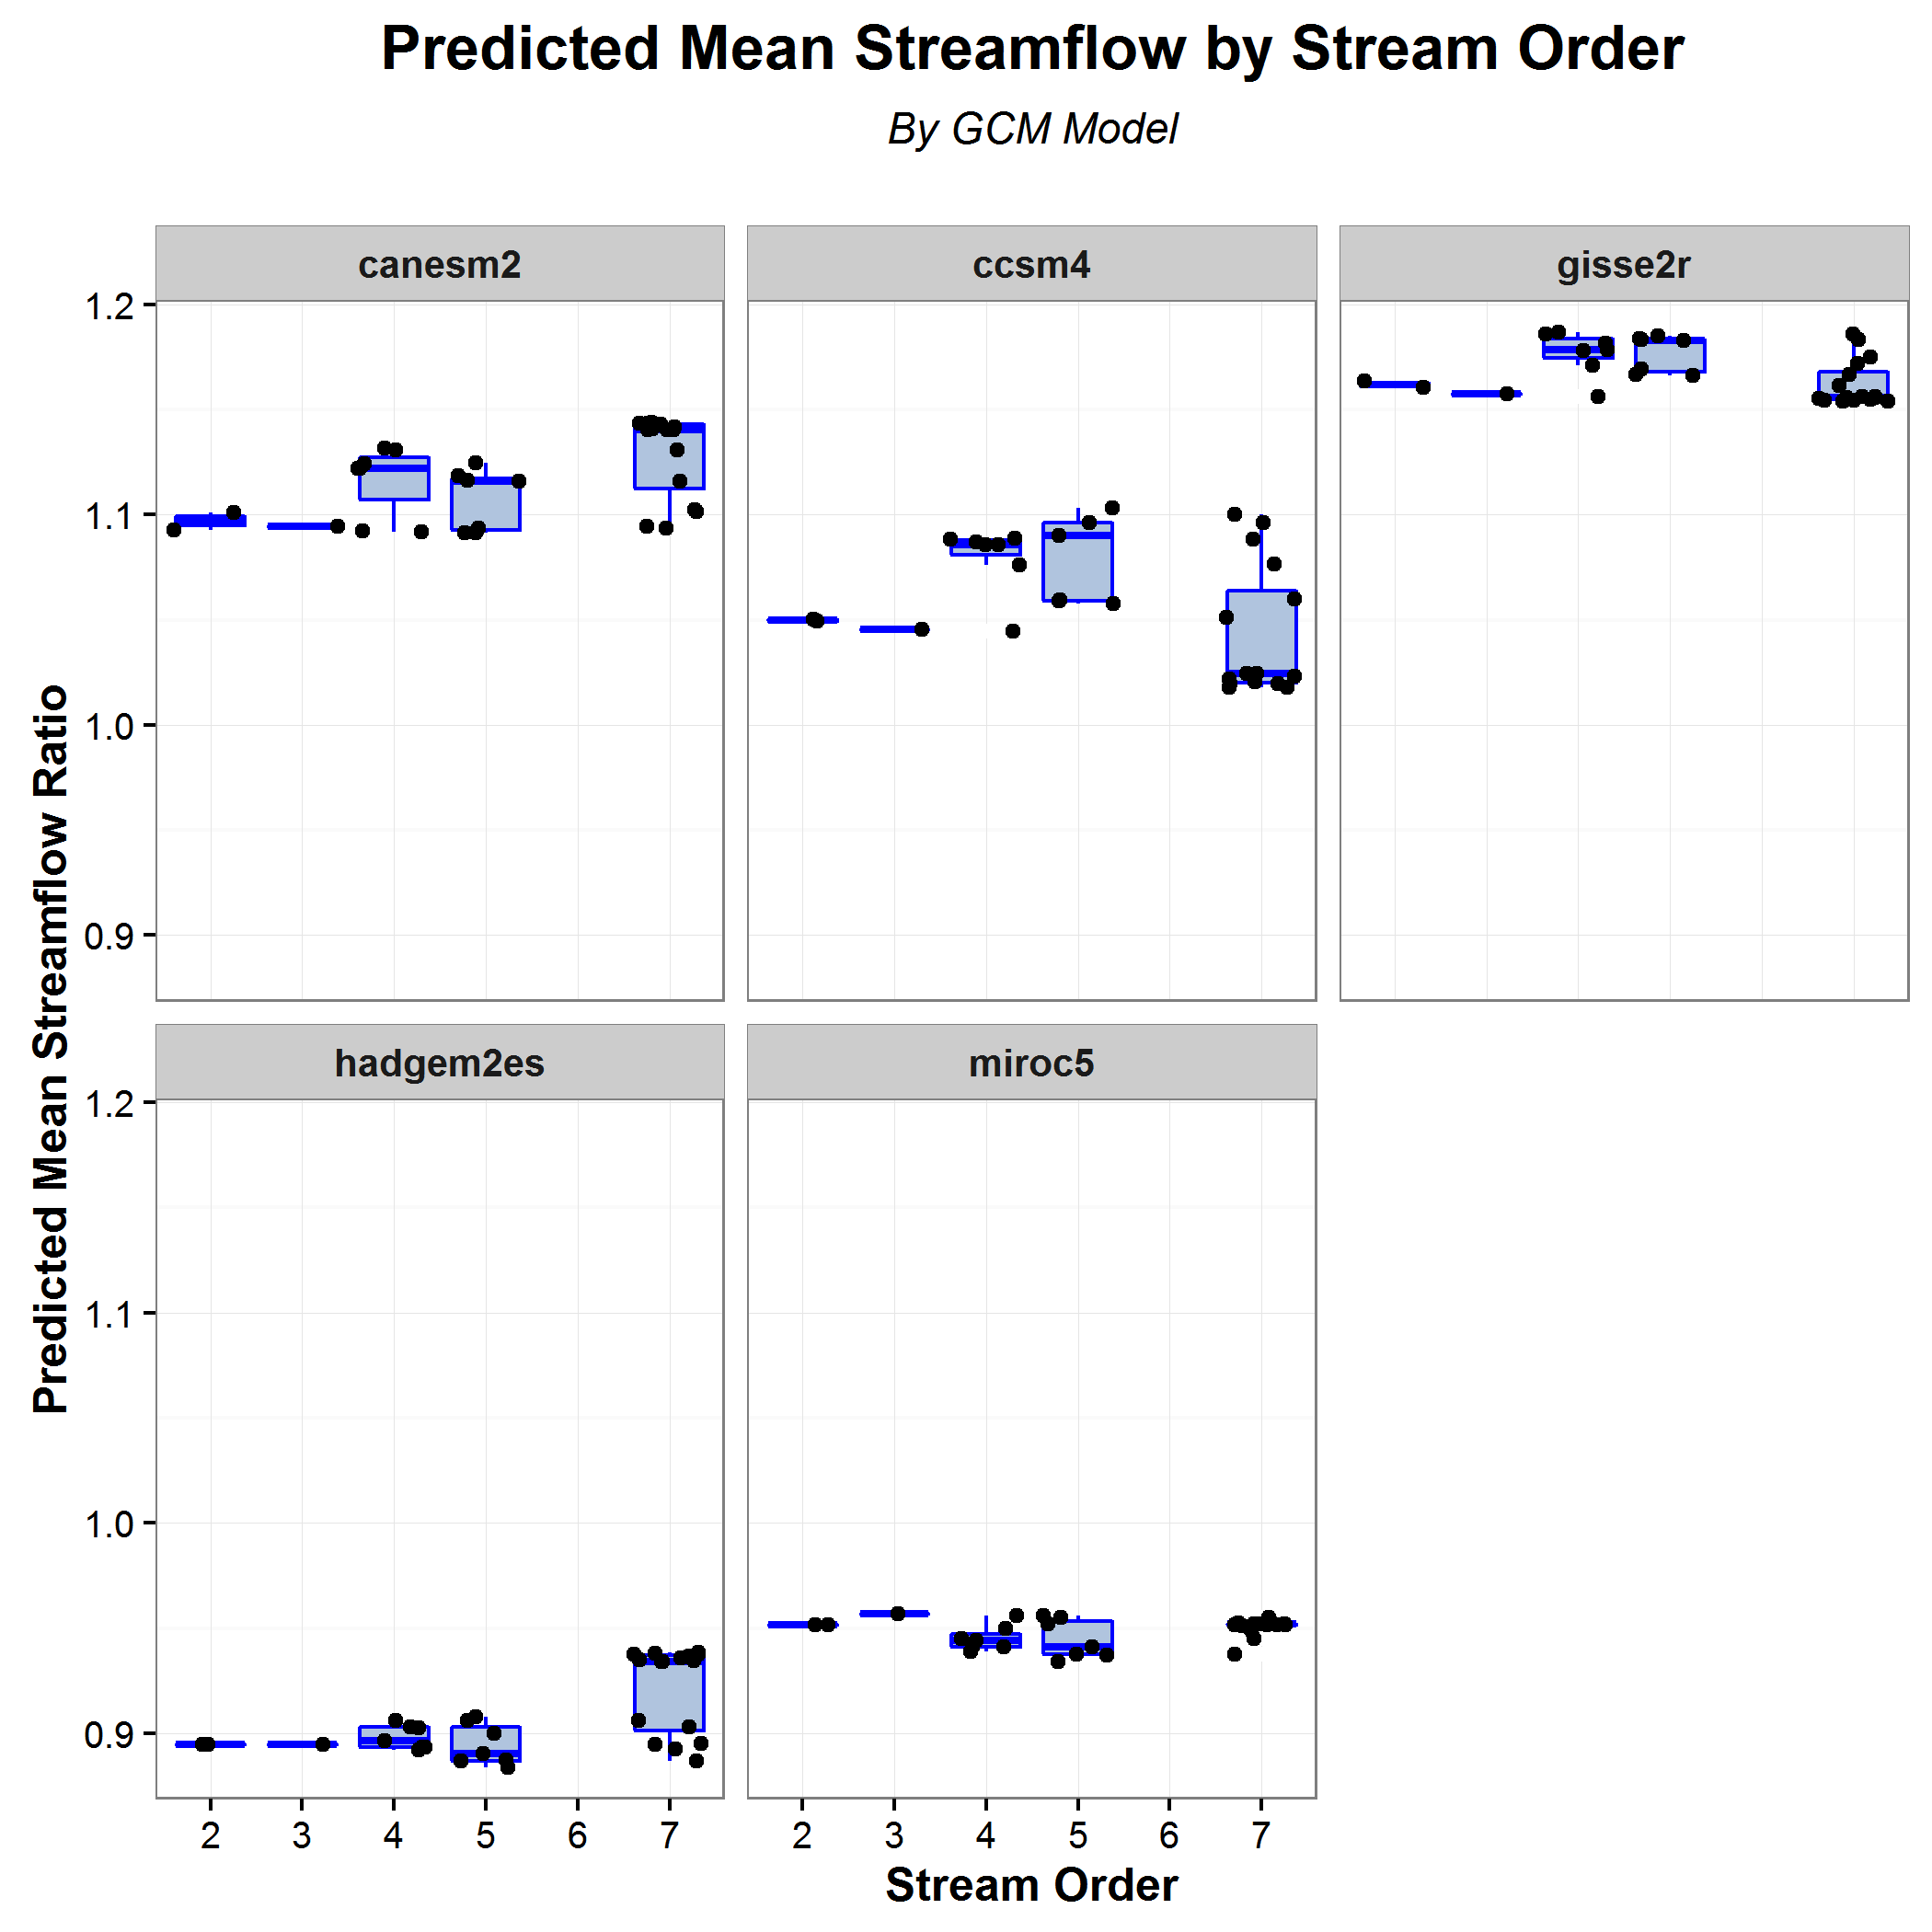 Predicted Mean Streamflow by Stream Order
By GCM Model
canesm2
ccsm4
gisse2r
1.2
1.1
1.0
0.9
Predicted Mean Streamflow Ratio
hadgem2es
miroc5
1.2
1.1
1.0
0.9
2 3 4 5 6 7
2 3 4 5 6 7
Stream Order